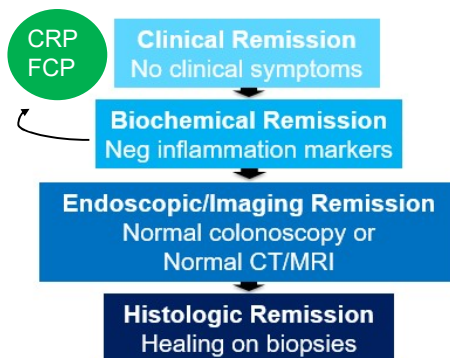 CRP
FCP
Clinical Remission
No clinical symptoms
Biochemical Remission
Neg inflammation markers
Endoscopic/Imaging Remission
Normal colonoscopy or
Normal CT/MRI
Histologic Remission
Healing on biopsies